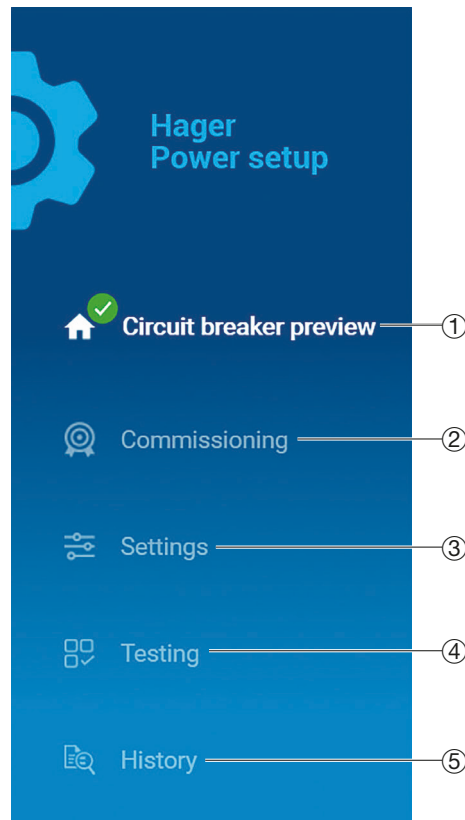 Hager
Power setup
Circuit breaker preview ①
Commissioning ②
Settings ③
Testing ④
History ⑤